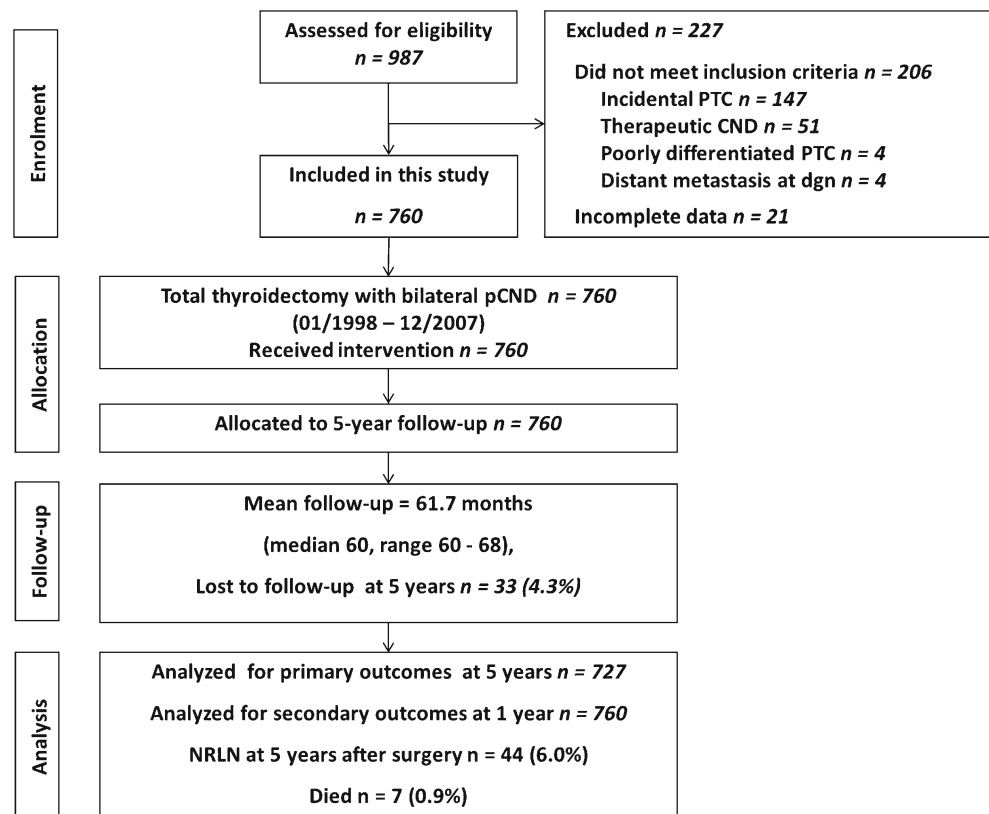 Enrolment
Assessed for eligibility
n = 987
Excluded n = 227
Did not meet inclusion criteria n = 206
Incidental PTC n = 147
Therapeutic CND n = 51
Poorly differentiated PTC n = 4
Distant metastasis at dgn n = 4
Incomplete data n = 21
Included in this study
n = 760
Allocation
Total thyroidectomy with bilateral pCND n = 760
(01/1998 – 12/2007)
Received intervention n = 760
Allocated to 5-year follow-up n = 760
Follow-up
Mean follow-up = 61.7 months
(median 60, range 60 - 68),
Lost to follow-up at 5 years n = 33 (4.3%)
Analysis
Analyzed for primary outcomes at 5 years n = 727
Analyzed for secondary outcomes at 1 year n = 760
NRLN at 5 years after surgery n = 44 (6.0%)
Died n = 7 (0.9%)